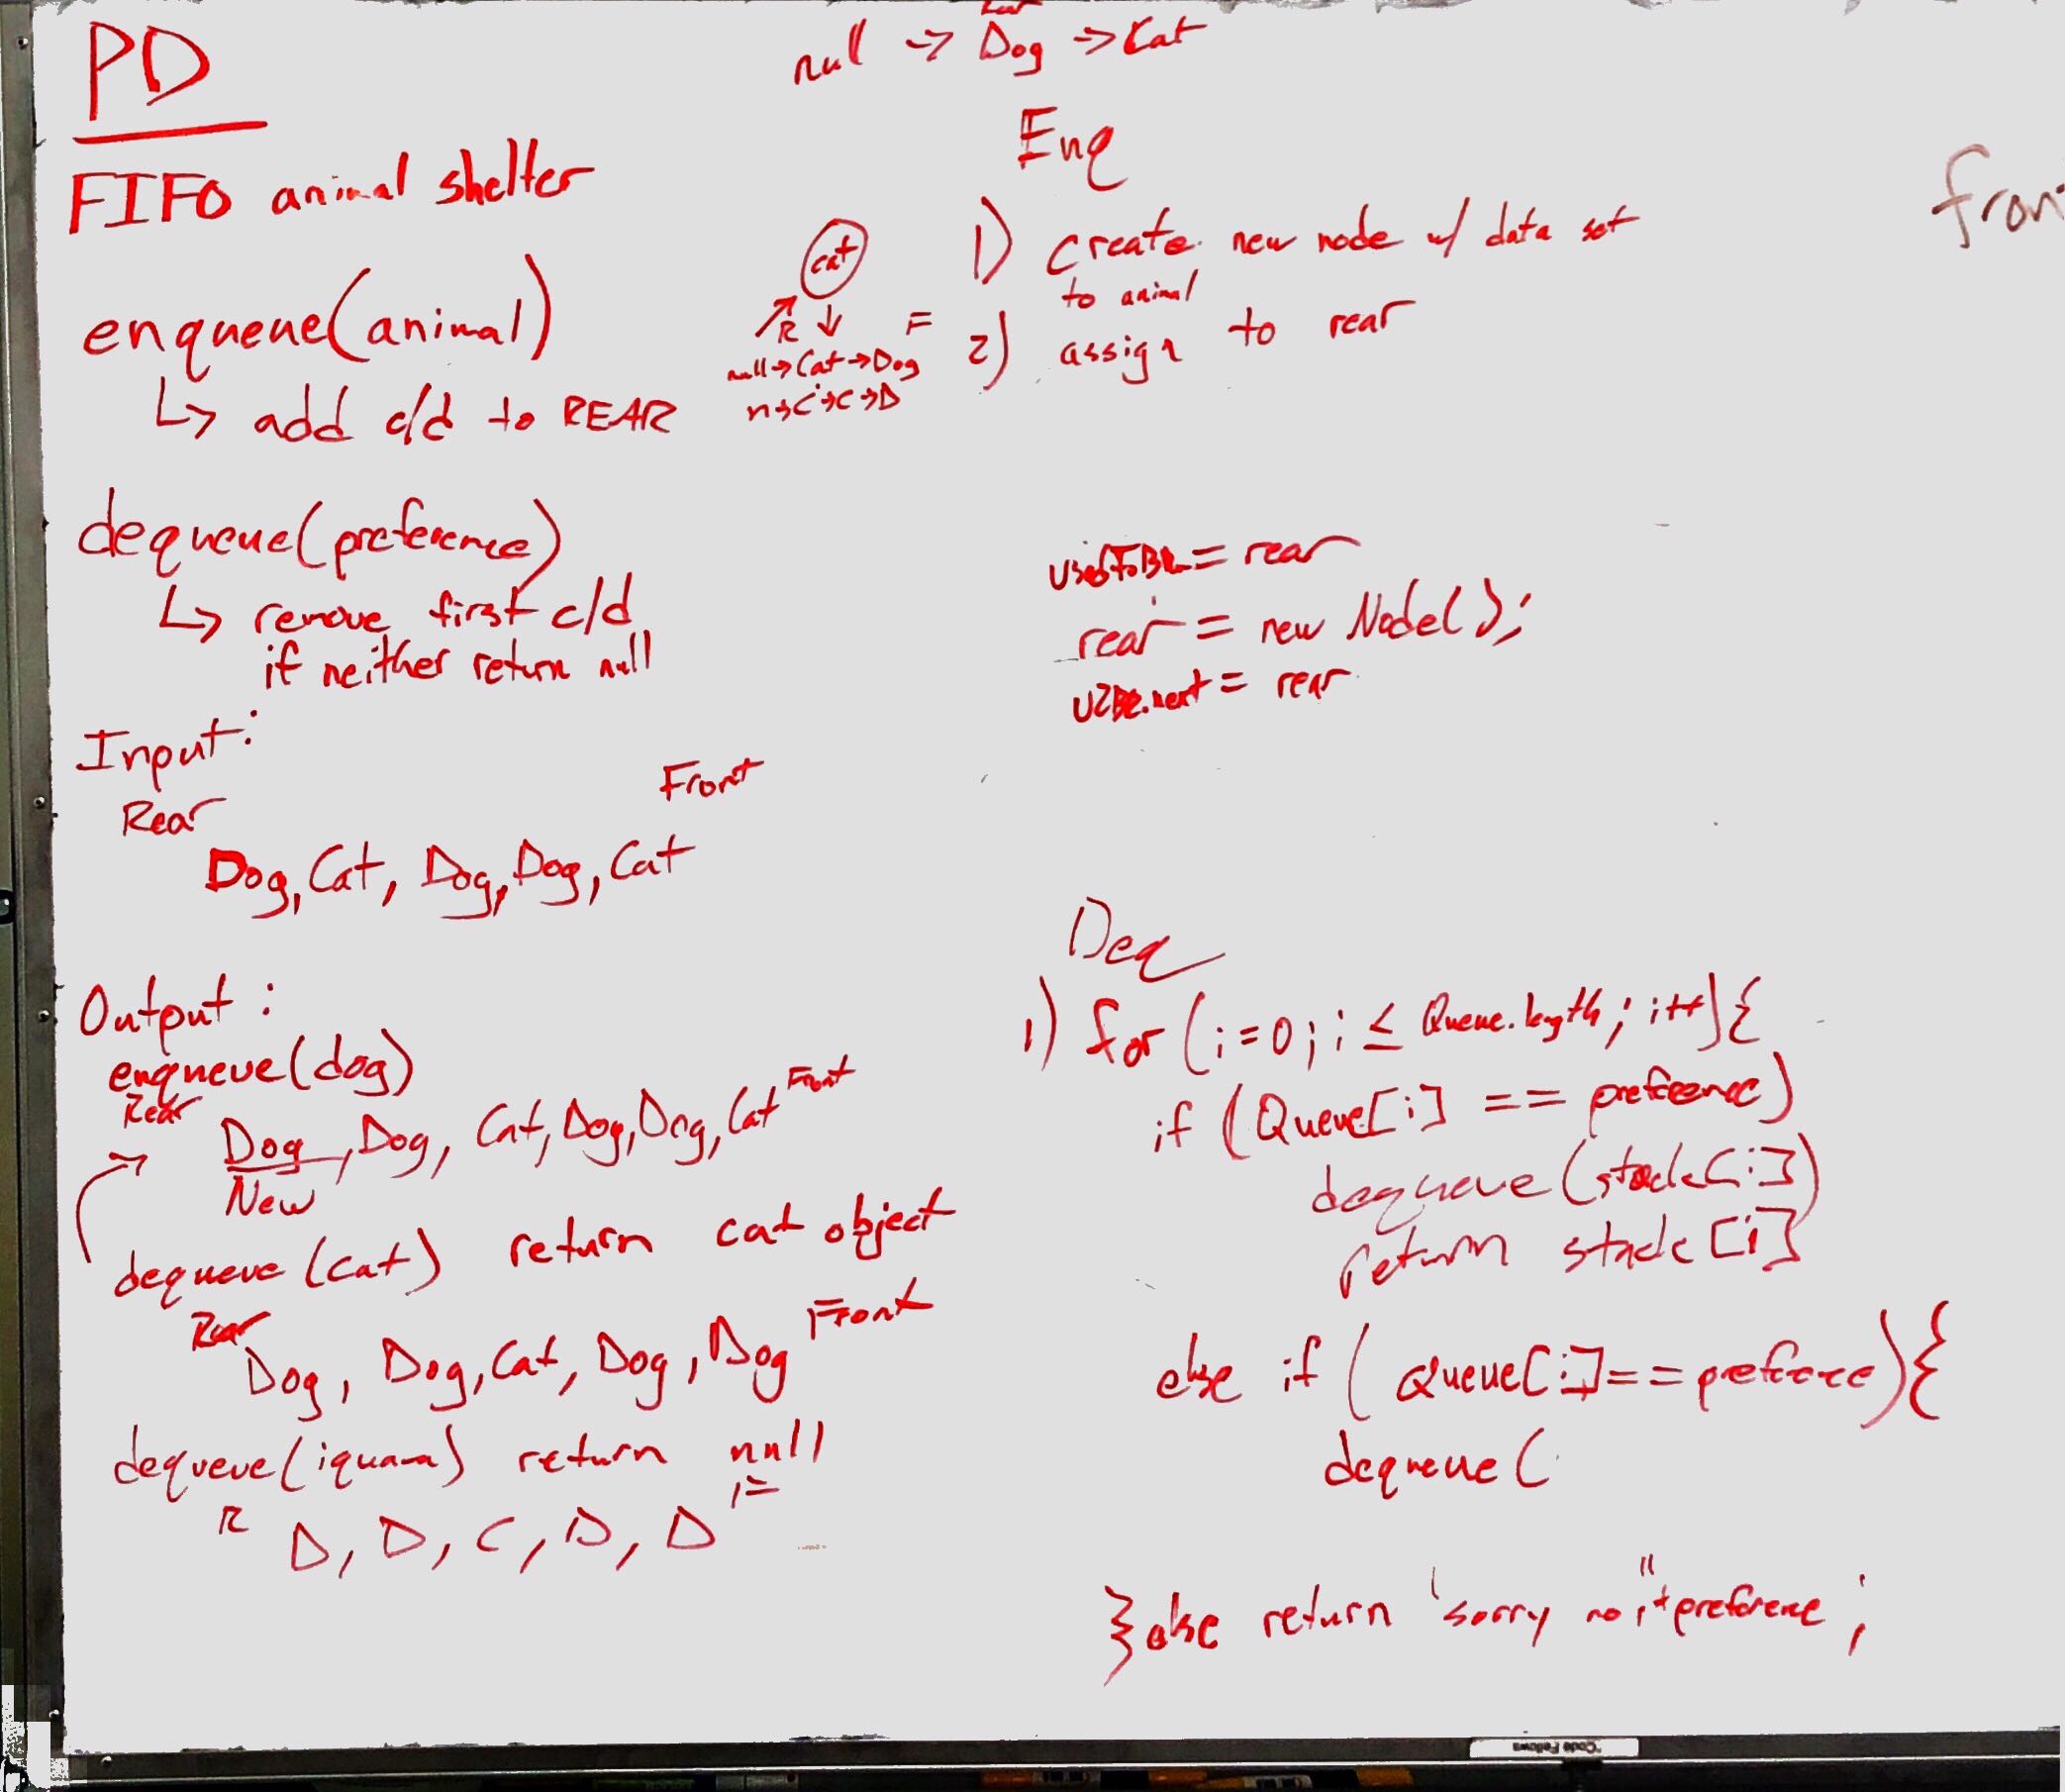 PD
FIFO animal shelter
enqueue(animal)
↳ add c/d to REAR
dequeue(preference)
↳ remove first c/d
if neither return null
Input:
Rear
Front
Dog, Cat, Dog, Dog, Cat
Output:
enqueue(dog)
Rear
Dog, Dog, Cat, Dog, Dog, Cat Front
New
dequeue (cat) return cat object
Rear
Front
Dog, Dog, Cat, Dog, Dog
dequeue(iquana) return null
R D, D, C, D, D F
null → Dog → Cat
cat
R F
null → Cat → Dog
n → C → C → D
Enq
1) create new node w/ data set
to animal
2) assign to rear
usedToBe = rear
rear = new Node();
U2Be.next = rear
Deq
1) for (i=0; i ≤ Queue.length; i++){
if (Queue[i] == preference)
dequeue (stack[i])
return stack[i]
else if (Queue[i]==preference){
dequeue (
} else return 'sorry no "+preference';
fron
"Code Fellows